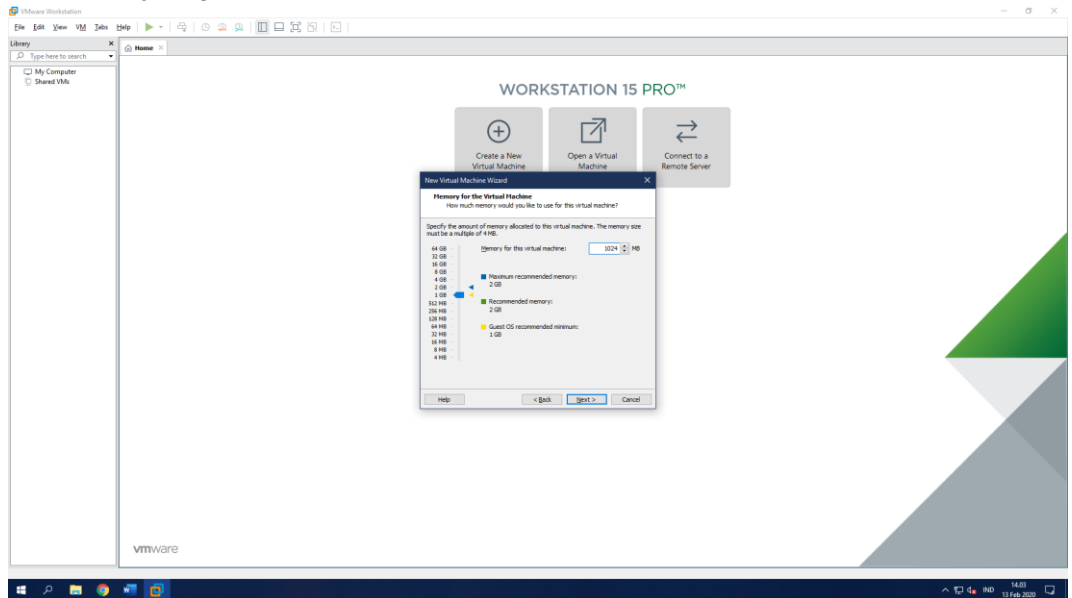 VMware Workstation
File Edit View VM Tabs Help
Library
Home
Type here to search
My Computer
Shared VMs
WORKSTATION 15 PRO™
Create a New
Virtual Machine
Open a Virtual
Machine
Connect to a
Remote Server
New Virtual Machine Wizard
Memory for the Virtual Machine
How much memory would you like to use for this virtual machine?
Specify the amount of memory allocated to this virtual machine. The memory size
must be a multiple of 4 MB.
Memory for this virtual machine: 1024 MB
64 GB
32 GB
16 GB
8 GB
4 GB
2 GB
1 GB
512 MB
256 MB
128 MB
64 MB
32 MB
16 MB
8 MB
4 MB
Maximum recommended memory:
2 GB
Recommended memory:
2 GB
Guest OS recommended minimum:
1 GB
Help
< Back
Next >
Cancel
vmware
IND
14.03
13 Feb 2020